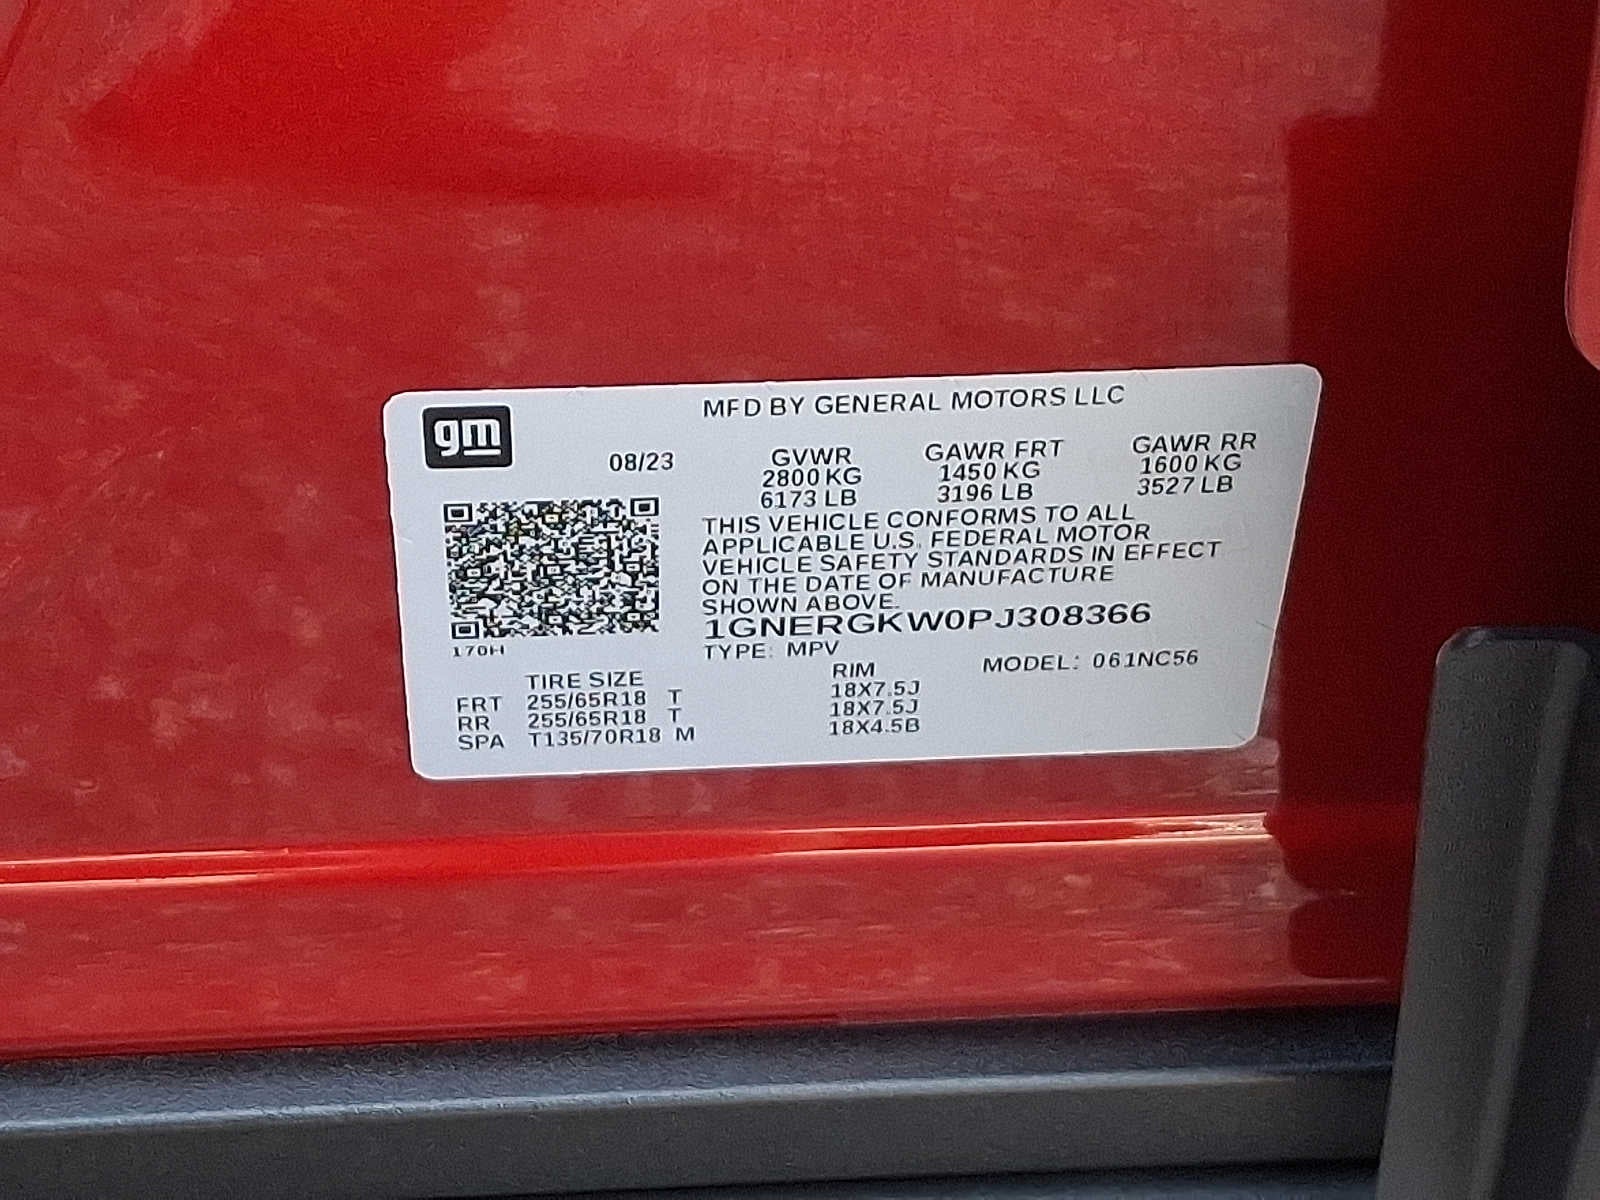 gm
MFD BY GENERAL MOTORS LLC
08/23 GVWR GAWR FRT GAWR RR
2800 KG 1450 KG 1600 KG
6173 LB 3196 LB 3527 LB
THIS VEHICLE CONFORMS TO ALL
APPLICABLE U.S. FEDERAL MOTOR
VEHICLE SAFETY STANDARDS IN EFFECT
ON THE DATE OF MANUFACTURE
SHOWN ABOVE.
1GNERGKW0PJ308366
170H
TYPE: MPV MODEL: 061NC56
TIRE SIZE RIM
FRT 255/65R18 T 18X7.5J
RR 255/65R18 T 18X7.5J
SPA T135/70R18 M 18X4.5B